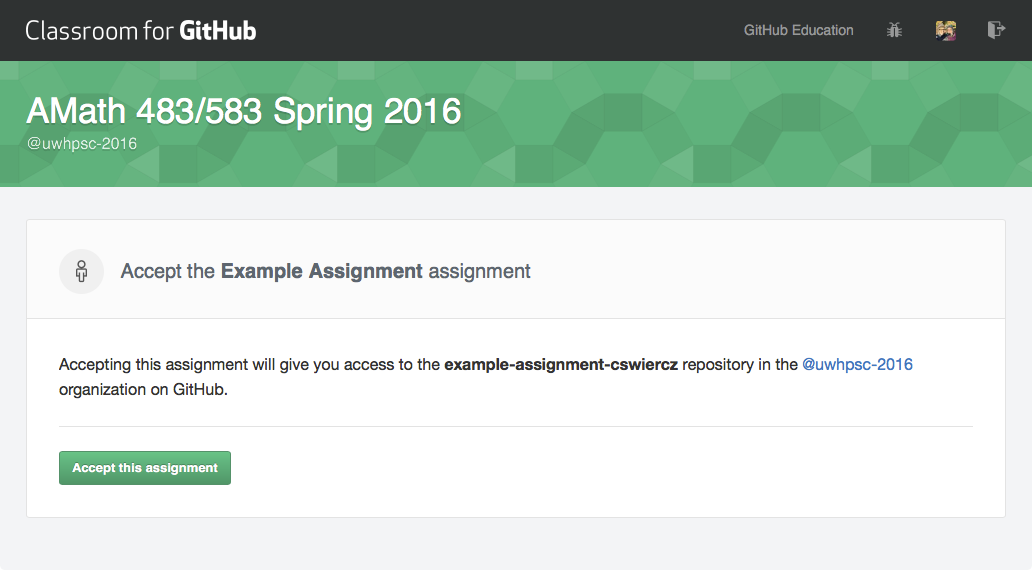 Classroom for GitHub
GitHub Education
AMath 483/583 Spring 2016
@uwhpsc-2016
Accept the Example Assignment assignment
Accepting this assignment will give you access to the example-assignment-cswiercz repository in the @uwhpsc-2016
organization on GitHub.
Accept this assignment